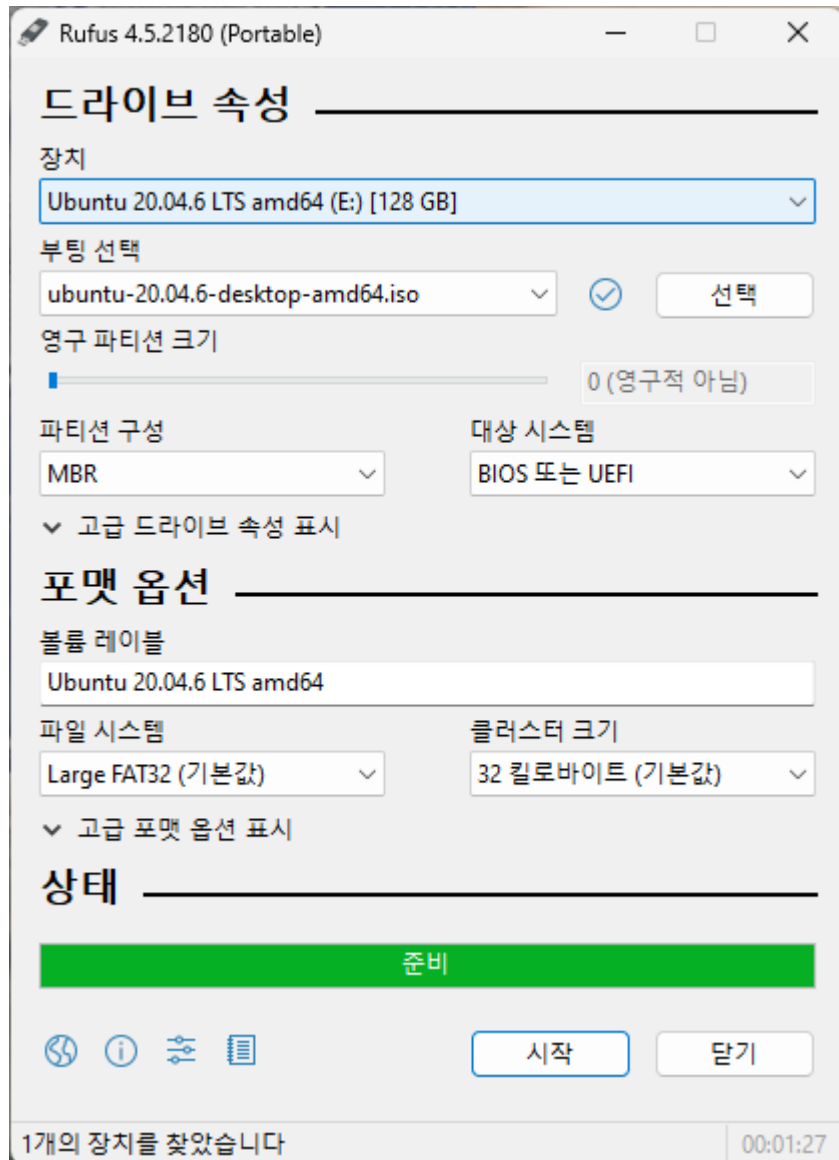 Rufus 4.5.2180 (Portable)
드라이브 속성
장치
Ubuntu 20.04.6 LTS amd64 (E:) [128 GB]
부팅 선택
ubuntu-20.04.6-desktop-amd64.iso
선택
영구 파티션 크기
0 (영구적 아님)
파티션 구성
대상 시스템
MBR
BIOS 또는 UEFI
고급 드라이브 속성 표시
포맷 옵션
볼륨 레이블
Ubuntu 20.04.6 LTS amd64
파일 시스템
클러스터 크기
Large FAT32 (기본값)
32 킬로바이트 (기본값)
고급 포맷 옵션 표시
상태
준비
시작
닫기
1개의 장치를 찾았습니다
00:01:27